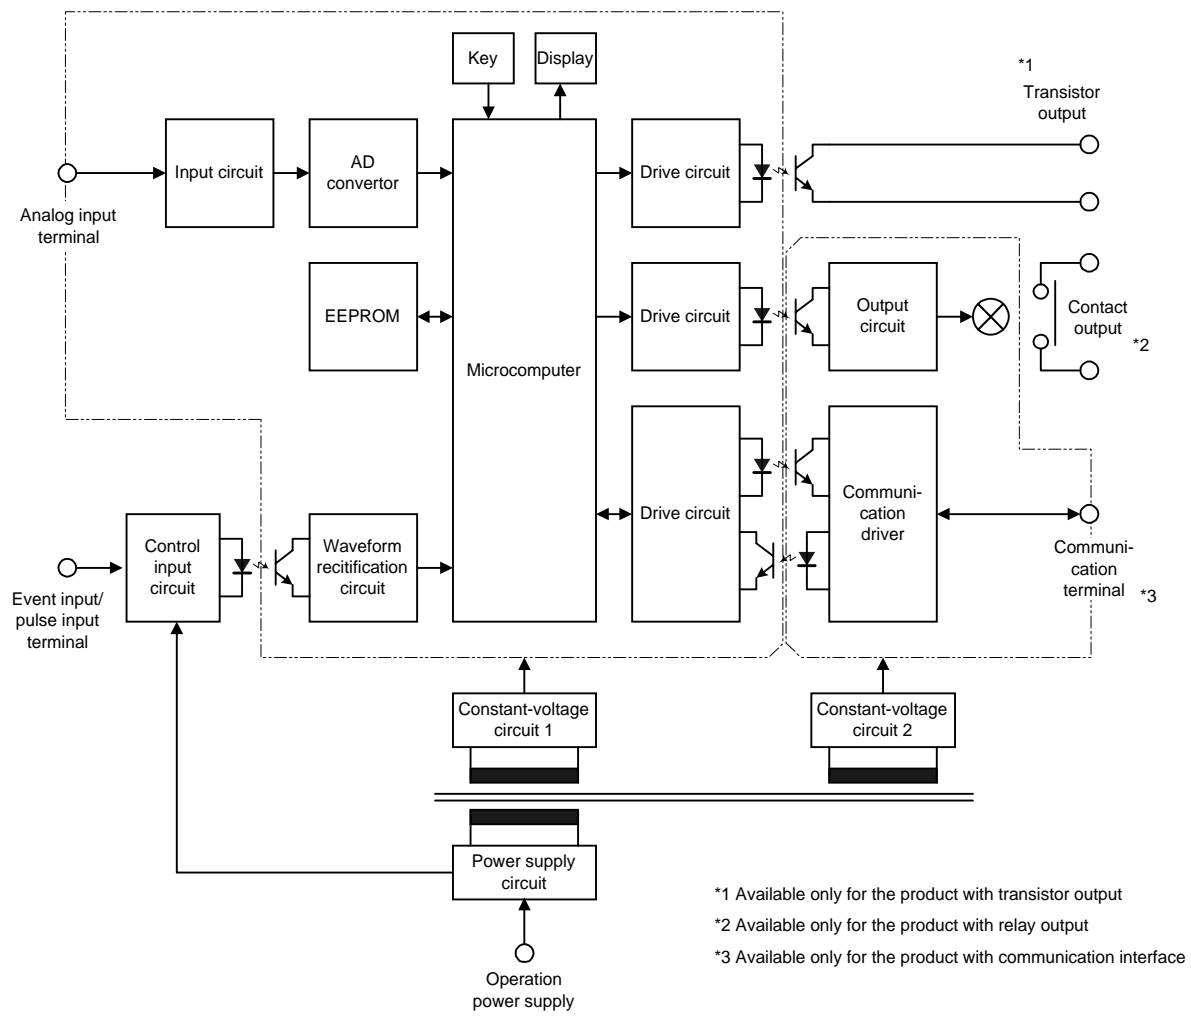 Key
Display
*1
Transistor
output
Input circuit
AD
convertor
Drive circuit
Analog input
terminal
EEPROM
Drive circuit
Output
circuit
Contact
output
*2
Microcomputer
Control
input
circuit
Waveform
rectification
circuit
Drive circuit
Communi-
cation
driver
Communi-
cation
terminal
*3
Event input/
pulse input
terminal
Constant-voltage
circuit 1
Constant-voltage
circuit 2
Power supply
circuit
Operation
power supply
*1 Available only for the product with transistor output
*2 Available only for the product with relay output
*3 Available only for the product with communication interface